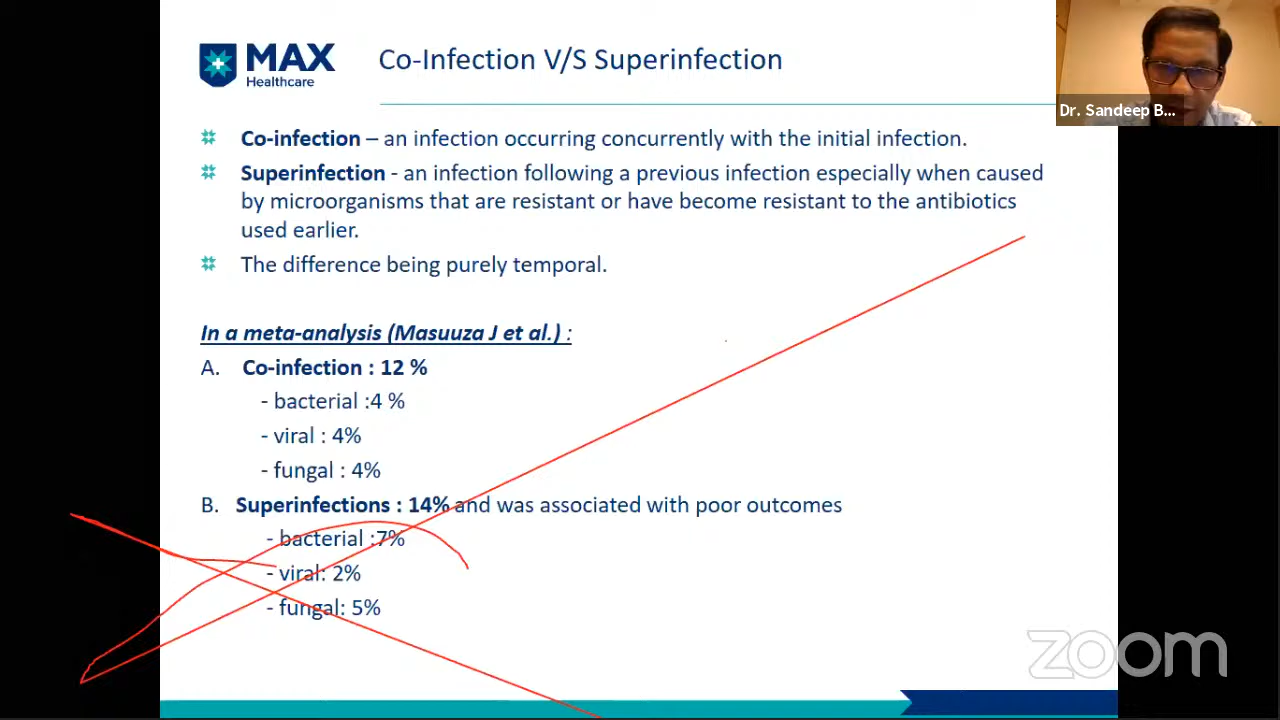 MAX
Healthcare
Co-Infection V/S Superinfection
Dr. Sandeep B...
Co-infection – an infection occurring concurrently with the initial infection.
Superinfection - an infection following a previous infection especially when caused
by microorganisms that are resistant or have become resistant to the antibiotics
used earlier.
The difference being purely temporal.
In a meta-analysis (Masuuza J et al.) :
A. Co-infection : 12 %
- bacterial :4 %
- viral : 4%
- fungal : 4%
B. Superinfections : 14% and was associated with poor outcomes
- bacterial :7%
- viral: 2%
- fungal: 5%
zoom